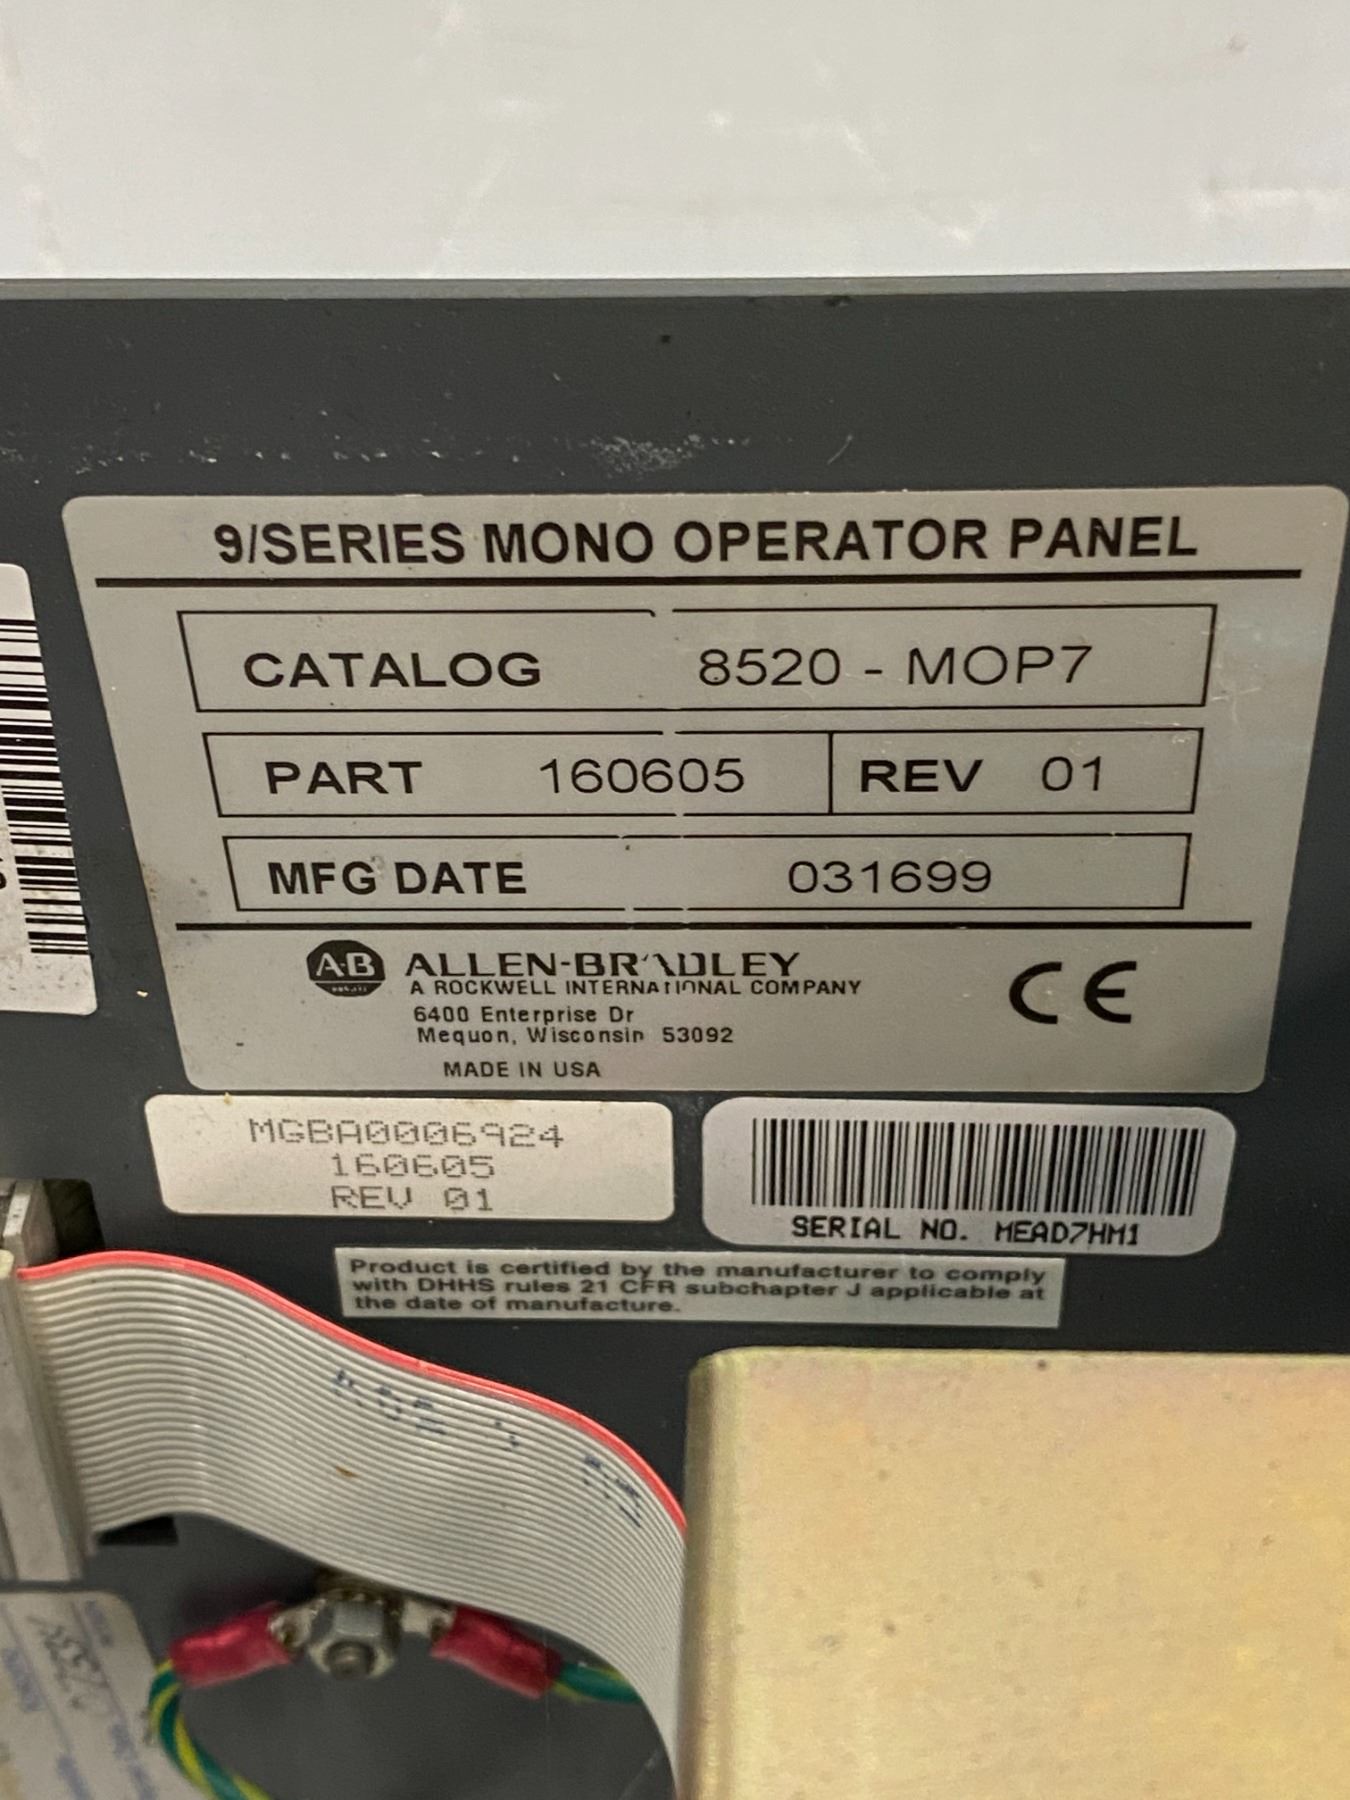 9/SERIES MONO OPERATOR PANEL
CATALOG 8520 - MOP7
PART 160605 REV 01
MFG DATE 031699
A-B ALLEN-BRADLEY
A ROCKWELL INTERNATIONAL COMPANY
6400 Enterprise Dr
Mequon, Wisconsin 53092
MADE IN USA
CE
MGBA0006924
160605
REV 01
SERIAL NO. MEAD7HM1
Product is certified by the manufacturer to comply
with DHHS rules 21 CFR subchapter J applicable at
the date of manufacture.